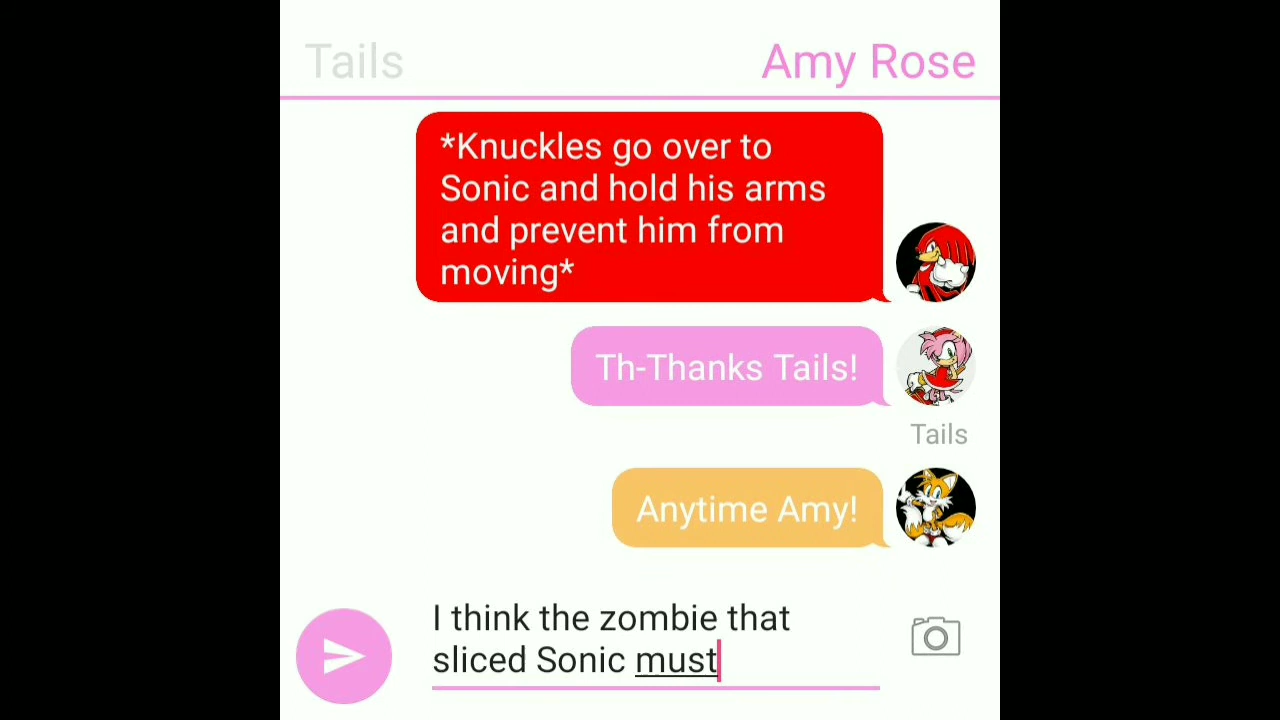 Tails
Amy Rose
*Knuckles go over to
Sonic and hold his arms
and prevent him from
moving*
Th-Thanks Tails!
Tails
Anytime Amy!
I think the zombie that
sliced Sonic must